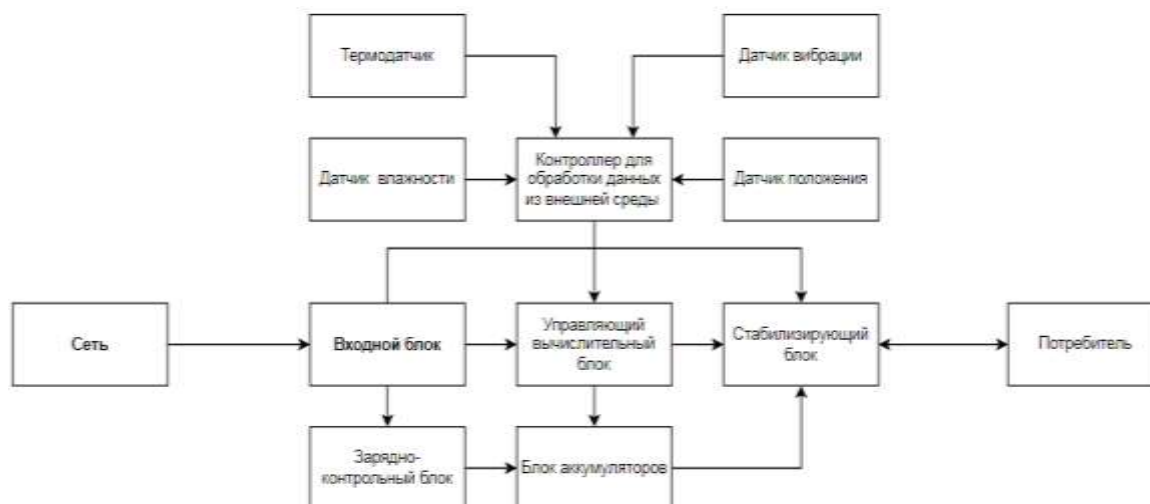 Термодатчик
Датчик вибрации
Датчик влажности
Контроллер для
обработки данных
из внешней среды
Датчик положения
Сеть
Входной блок
Управляющий
вычислительный
блок
Стабилизирующий
блок
Потребитель
Зарядно-
контрольный блок
Блок аккумуляторов